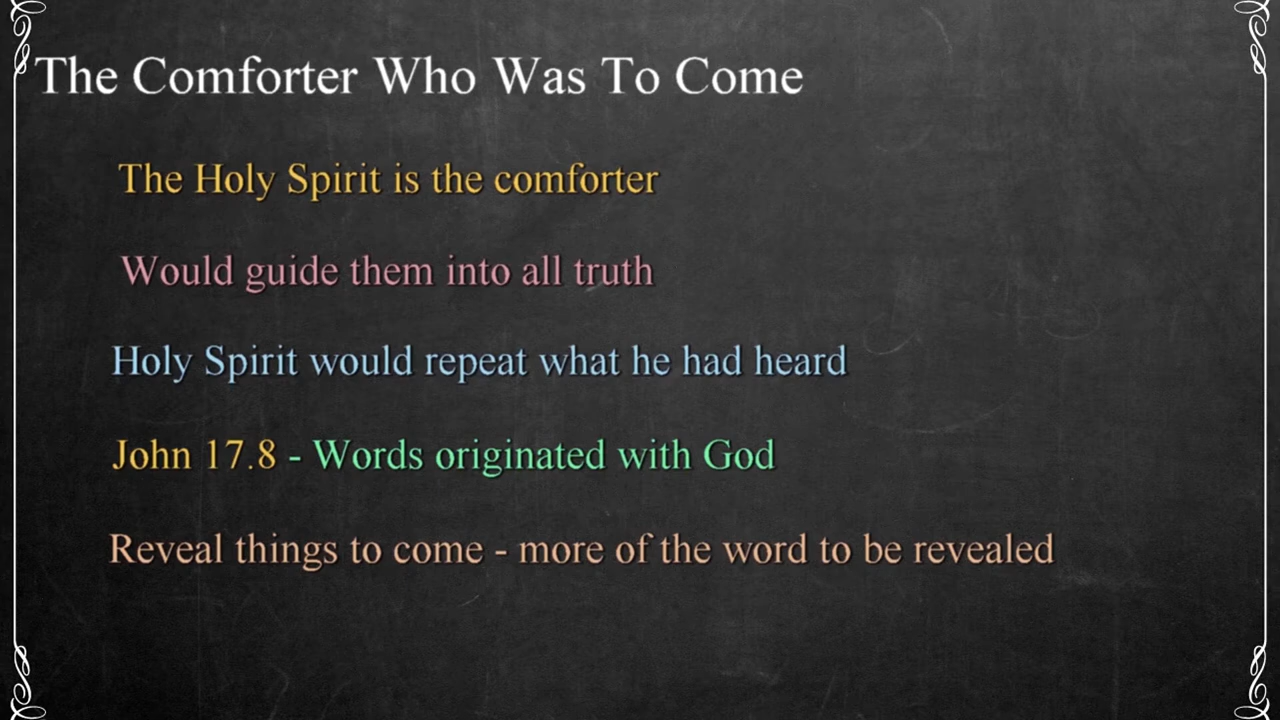 The Comforter Who Was To Come
The Holy Spirit is the comforter
Would guide them into all truth
Holy Spirit would repeat what he had heard
John 17.8 - Words originated with God
Reveal things to come - more of the word to be revealed